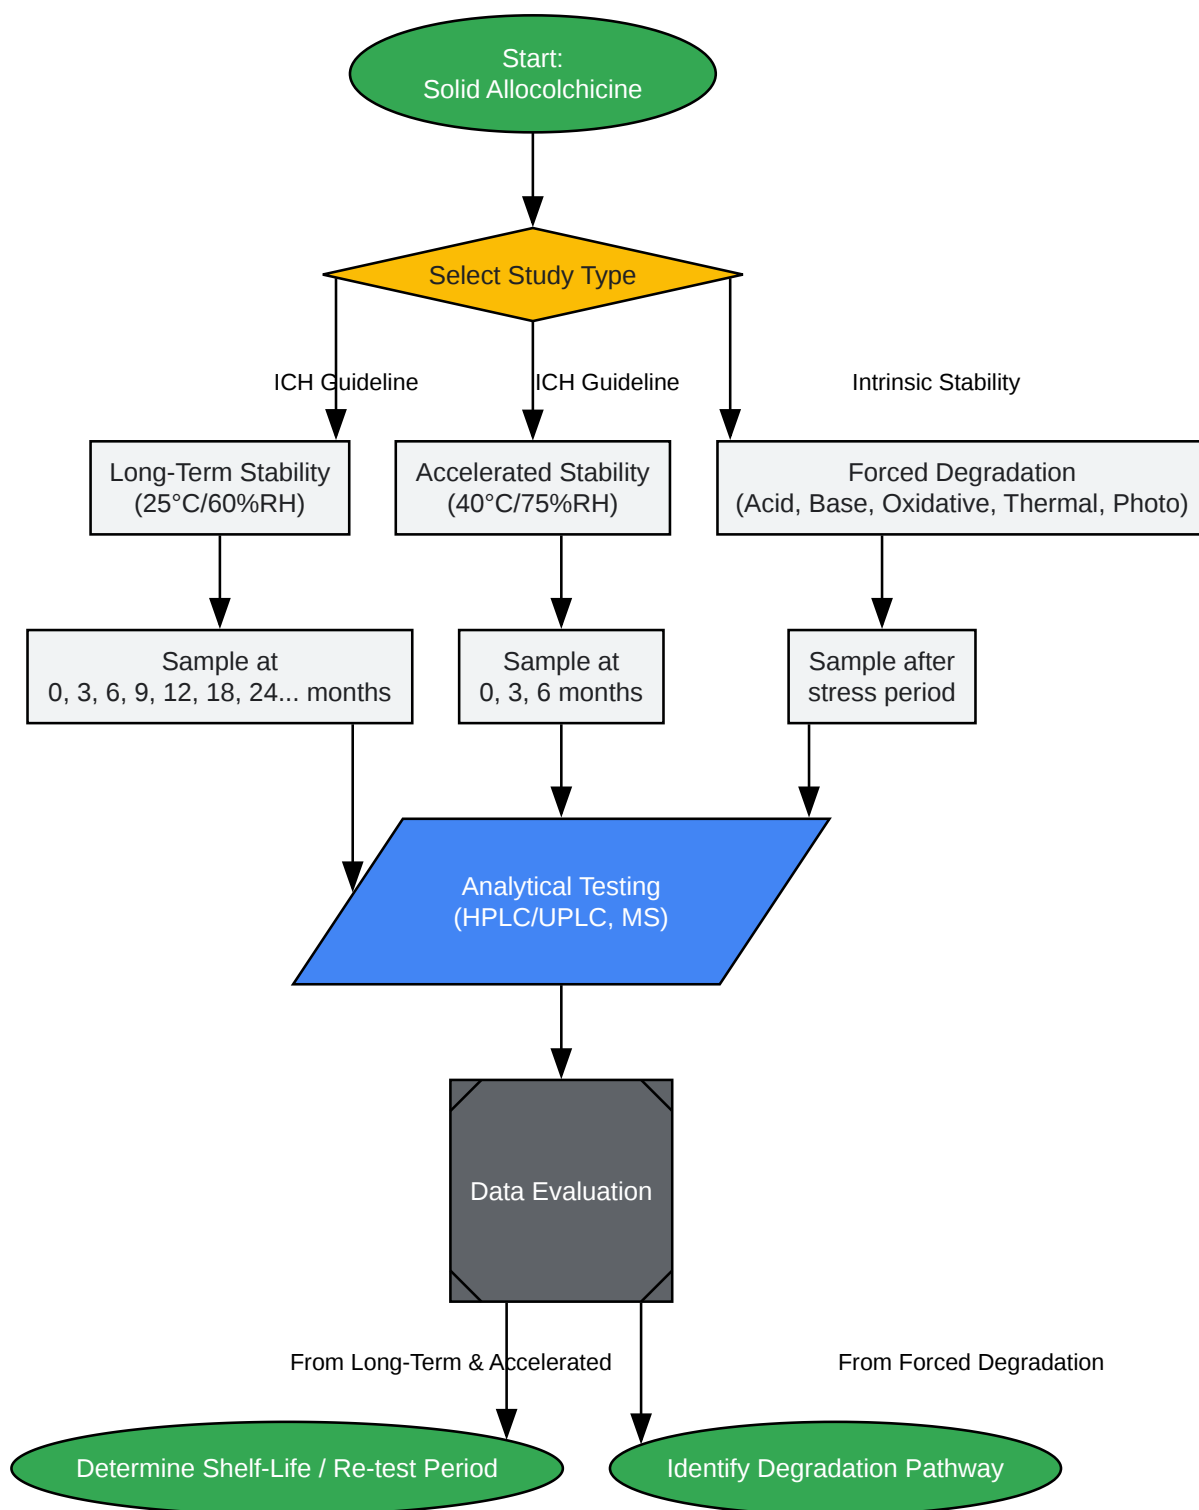 Start:
Solid Allocolchicine
Select Study Type
ICH Guideline
ICH Guideline
Intrinsic Stability
Long-Term Stability
(25°C/60%RH)
Accelerated Stability
(40°C/75%RH)
Forced Degradation
(Acid, Base, Oxidative, Thermal, Photo)
Sample at
0, 3, 6, 9, 12, 18, 24... months
Sample at
0, 3, 6 months
Sample after
stress period
Analytical Testing
(HPLC/UPLC, MS)
Data Evaluation
From Long-Term & Accelerated
From Forced Degradation
Determine Shelf-Life / Re-test Period
Identify Degradation Pathway